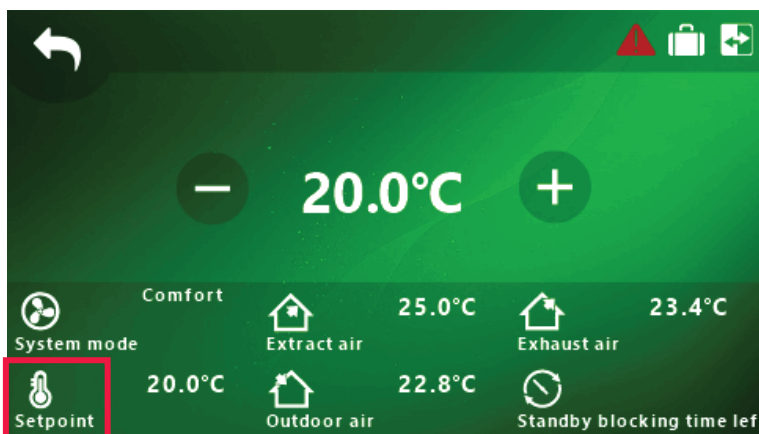 20.0°C
Comfort
System mode
25.0°C
Extract air
23.4°C
Exhaust air
20.0°C
Setpoint
22.8°C
Outdoor air
Standby blocking time lef